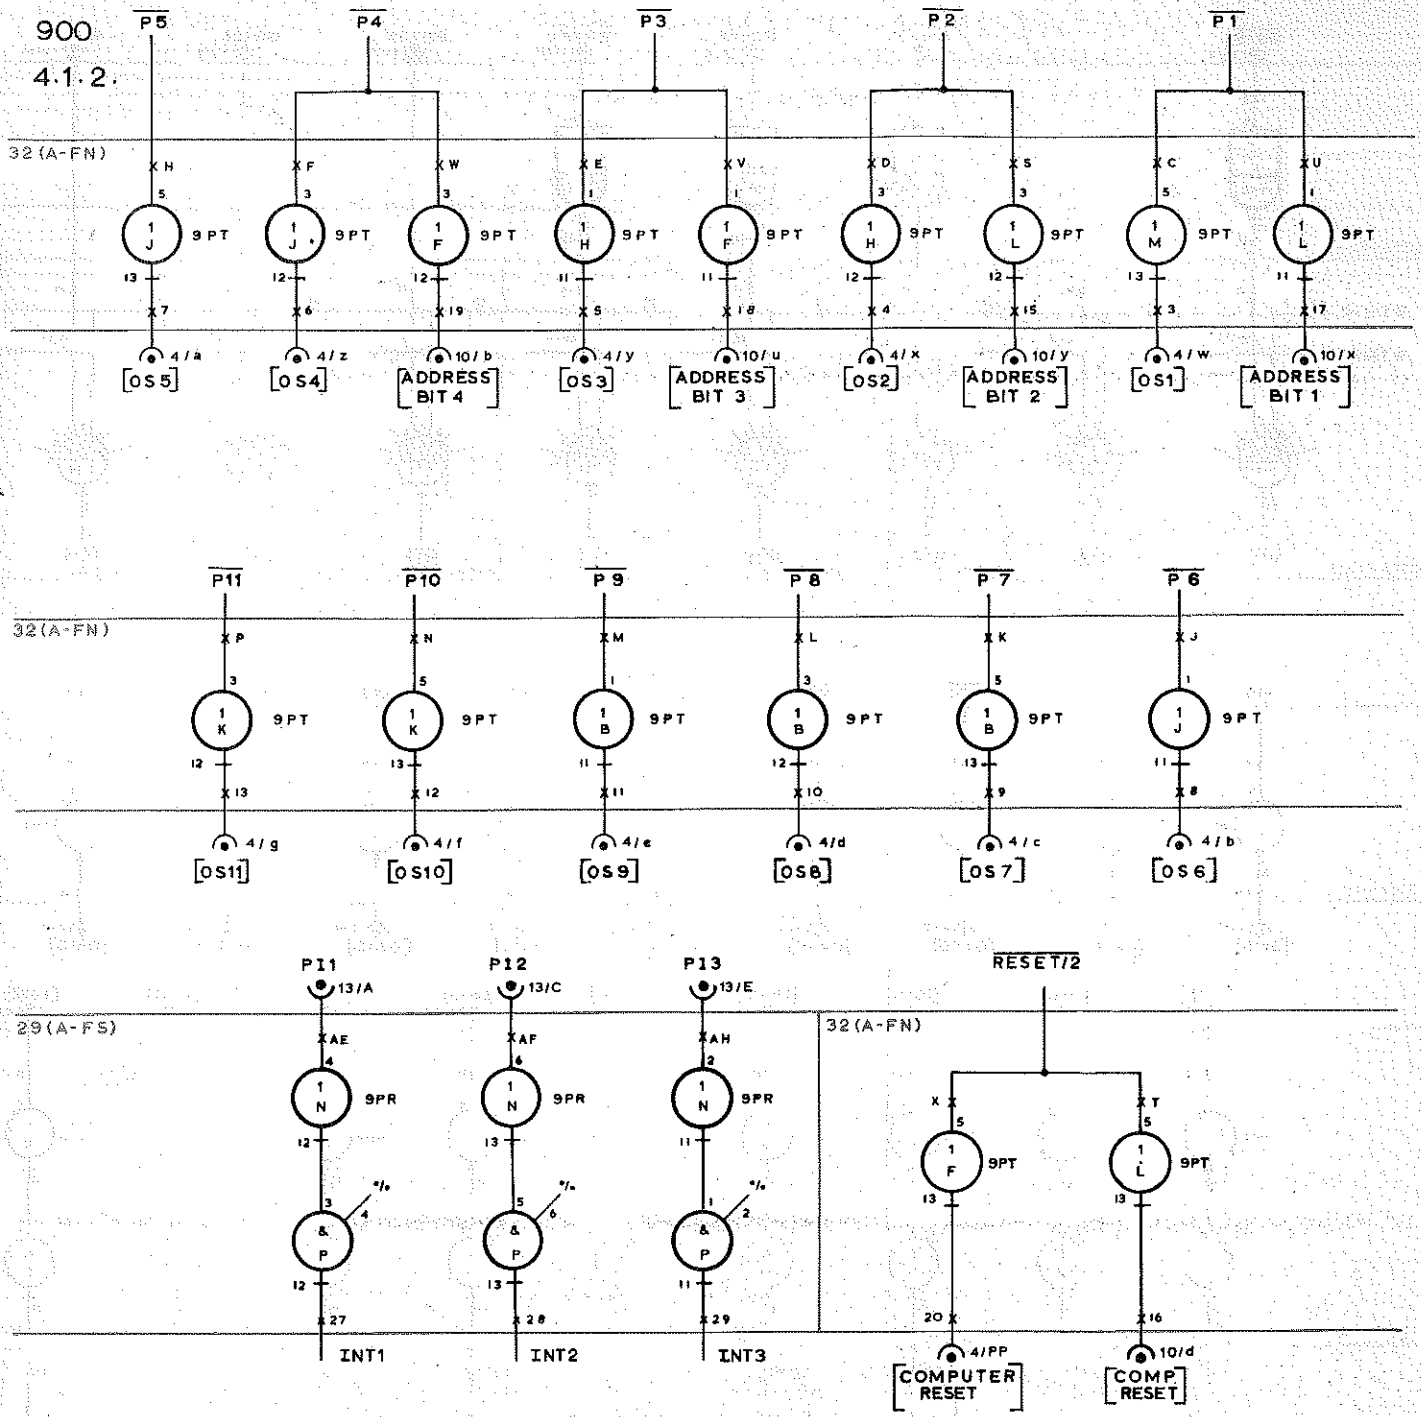 900
4.1.2.
P5 P4 P3 P2 P1
32(A-FN)
H F W E V D S C U
5 3 3 1 1 3 3 5 1
1 1 1 1 1 1 1 1 1
J J F H F H L M L
9PT 9PT 9PT 9PT 9PT 9PT 9PT 9PT 9PT
13 12 12 11 11 12 12 13 11
7 6 19 5 18 4 15 3 17
4/a 4/z 10/b 4/y 10/u 4/x 10/y 4/w 10/x
[OS5] [OS4] [ADDRESS [OS3] [ADDRESS [OS2] [ADDRESS [OS1] [ADDRESS
BIT 4] BIT 3] BIT 2] BIT 1]
P11 P10 P9 P8 P7 P6
32(A-FN)
P N M L K J
3 5 1 3 5 1
1 1 1 1 1 1
K K B B B J
9PT 9PT 9PT 9PT 9PT 9PT
12 13 11 12 13 11
13 12 11 10 9 8
4/g 4/f 4/e 4/d 4/c 4/b
[OS11] [OS10] [OS9] [OS8] [OS7] [OS6]
PI1 PI2 PI3 RESET/2
13/A 13/C 13/E
29(A-FS) 32(A-FN)
AE AF AH
4 6 2
1 1 1
N N N
9PR 9PR 9PR
X T
5 5
1 1
F L
9PT 9PT
12 13 11
13 13
3 5 1
4 6 2
& & &
P P P
12 13 11
27 28 29 20 16
INT1 INT2 INT3
4/PP 10/d
[COMPUTER [COMP
RESET] RESET]